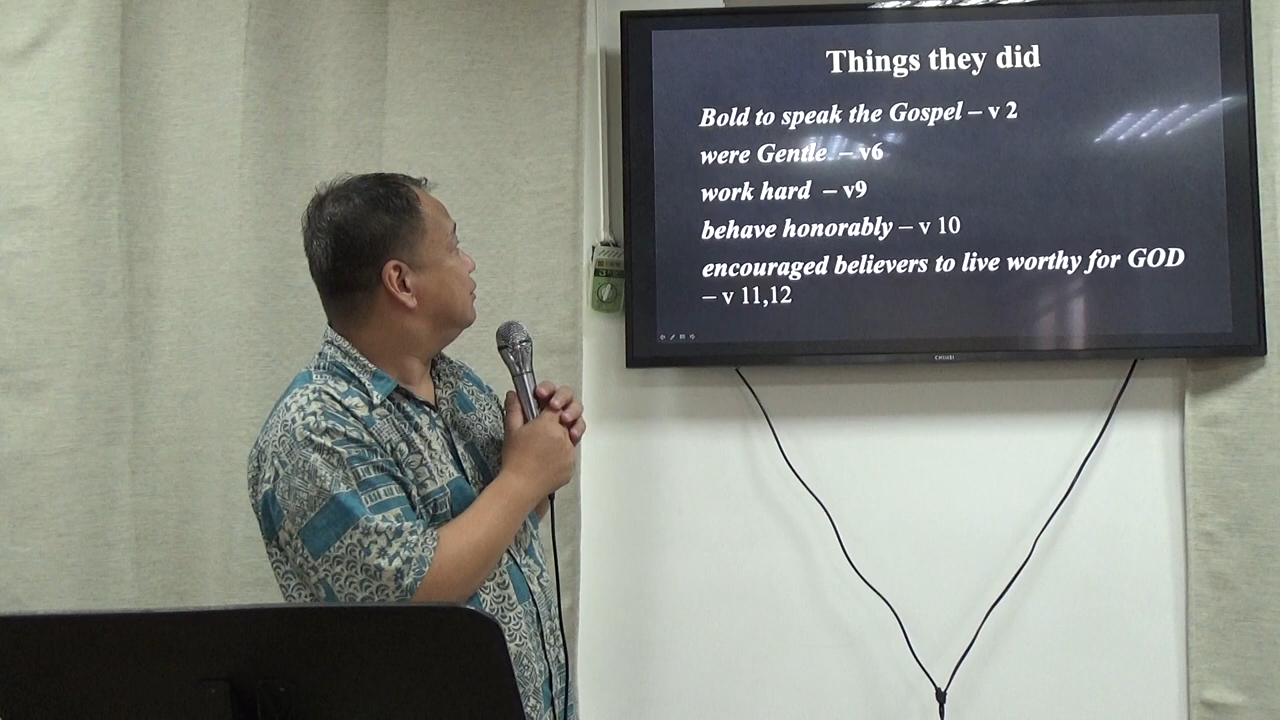 Things they did
Bold to speak the Gospel – v 2
were Gentle – v6
work hard – v9
behave honorably – v 10
encouraged believers to live worthy for GOD
– v 11,12